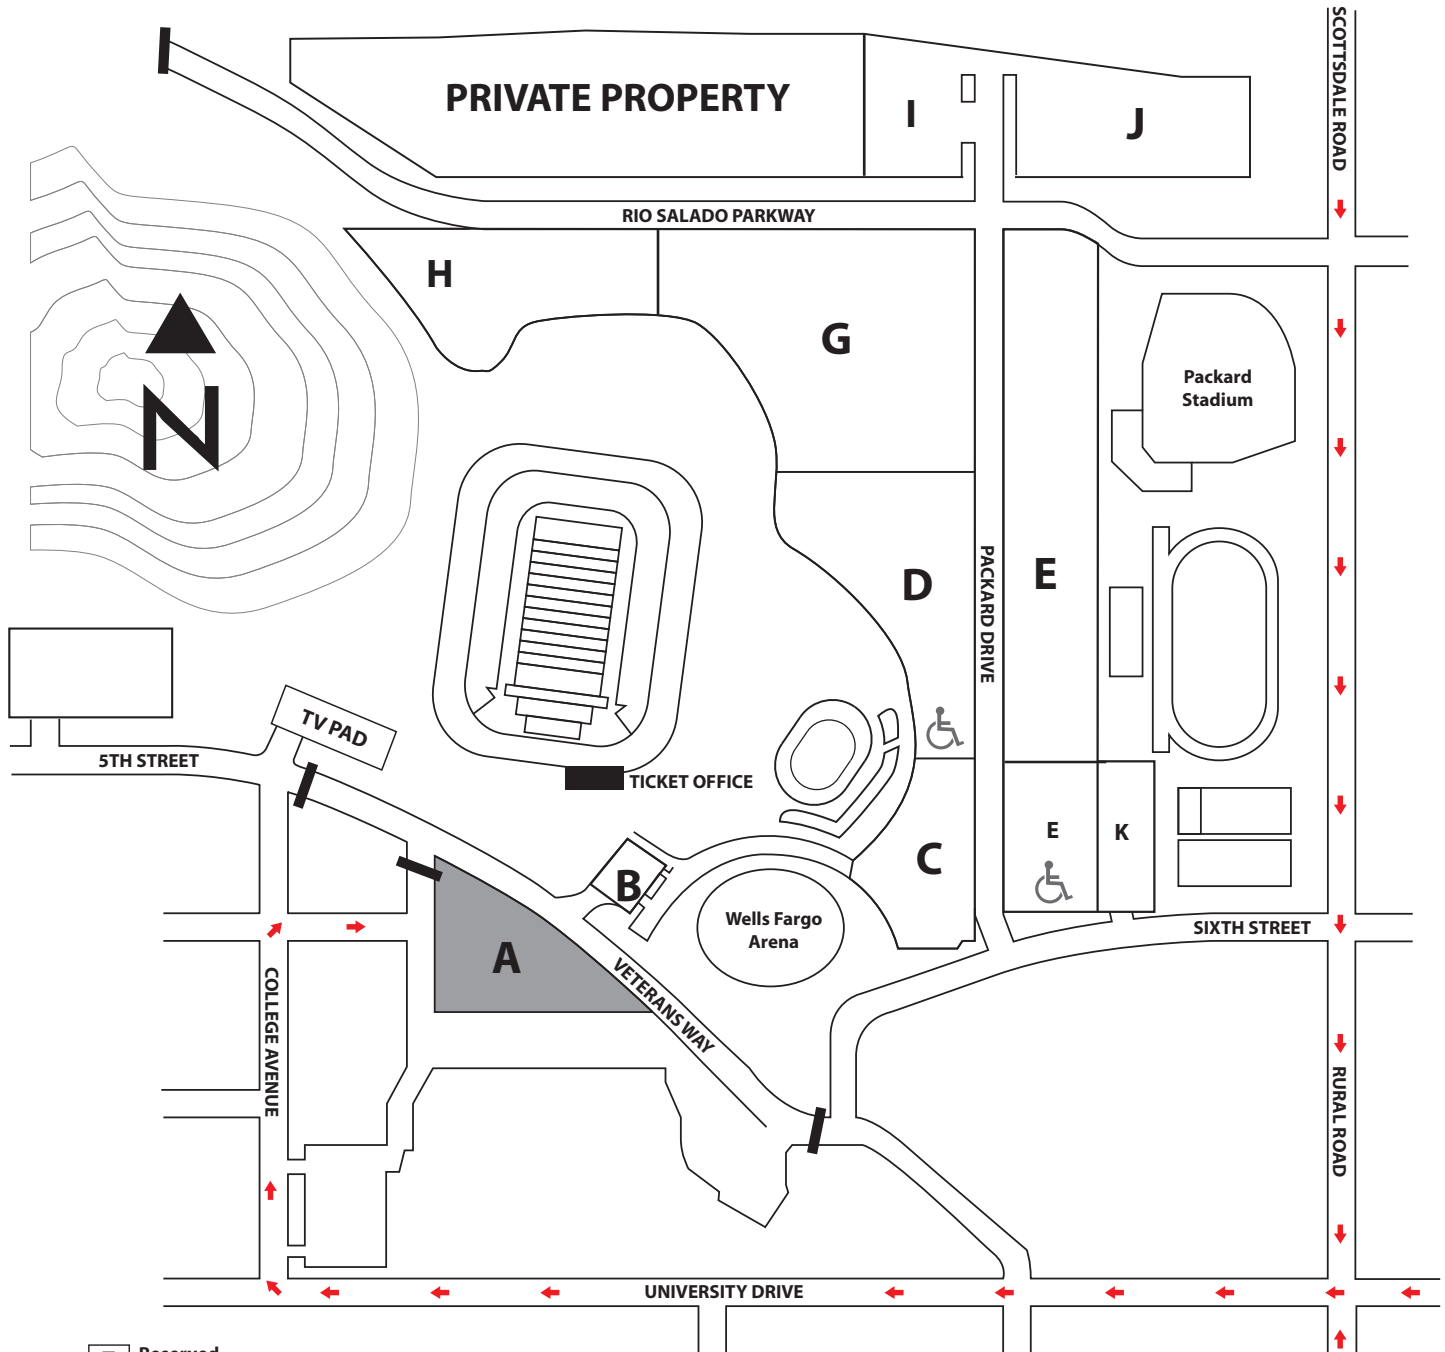 PRIVATE PROPERTY
I
J
SCOTTSDALE ROAD
RIO SALADO PARKWAY
H
G
N
Packard
Stadium
D
PACKARD DRIVE
E
TV PAD
5TH STREET
TICKET OFFICE
E
K
C
B
Wells Fargo
Arena
SIXTH STREET
A
VETERANS WAY
COLLEGE AVENUE
RURAL ROAD
UNIVERSITY DRIVE
Reserved